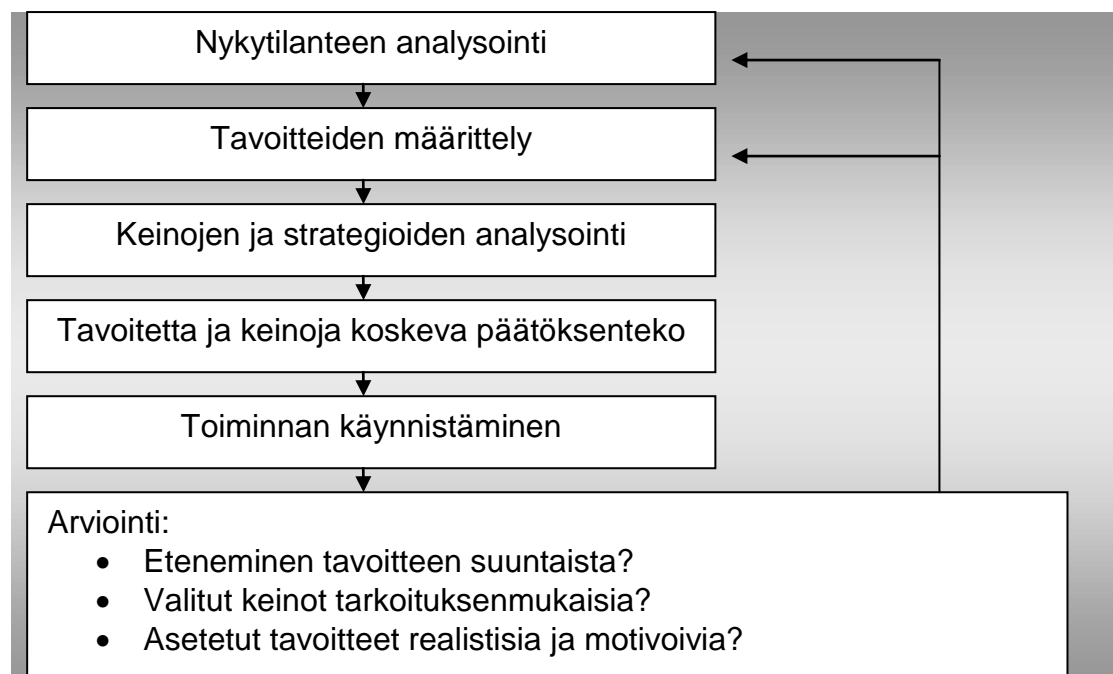 Nykytilanteen analysointi
Tavoitteiden määrittely
Keinojen ja strategioiden analysointi
Tavoitetta ja keinoja koskeva päätöksenteko
Toiminnan käynnistäminen
Arviointi:
• Eteneminen tavoitteen suuntaista?
• Valitut keinot tarkoituksenmukaisia?
• Asetetut tavoitteet realistisia ja motivoivia?